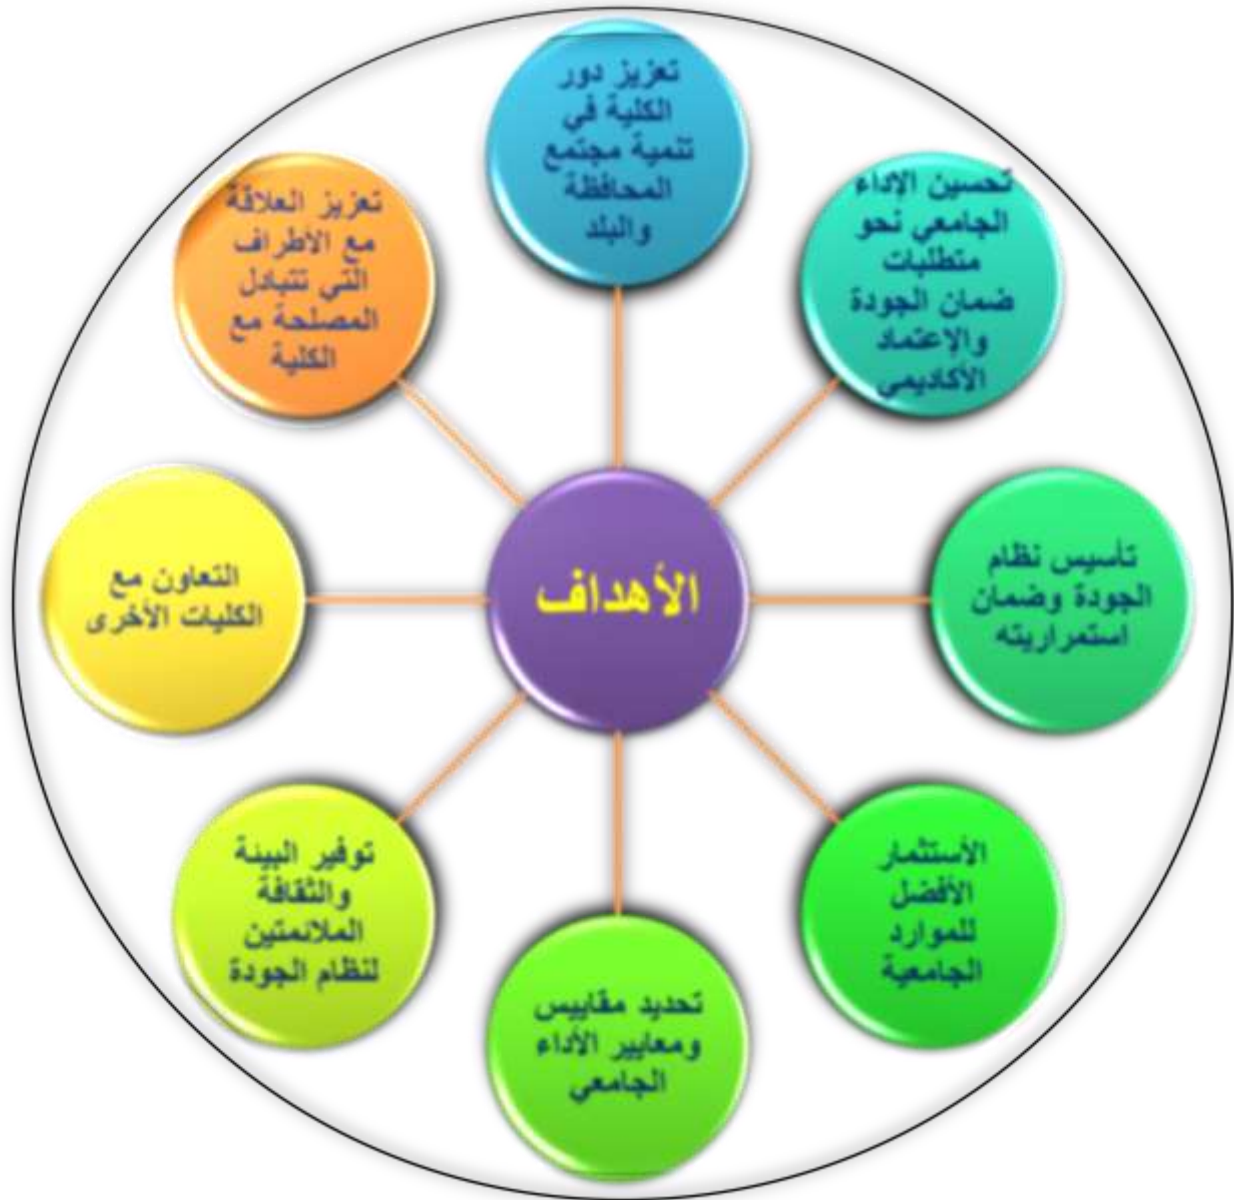 تعزيز دور
الكلية في
تنمية مجتمع
المحافظة
والبلد
تحسين الإداء
الجامعي نحو
متطلبات
ضمان الجودة
والإعتماد
الأكاديمي
تأسيس نظام
الجودة وضمان
استمراريته
الأستثمار
الأفضل
للموارد
الجامعية
تحديد مقاييس
ومعايير الأداء
الجامعي
توفير البيئة
والثقافة
الملائمتين
لنظام الجودة
التعاون مع
الكليات الأخرى
تعزيز العلاقة
مع الأطراف
التي تتبادل
المصلحة مع
الكلية
الأهداف